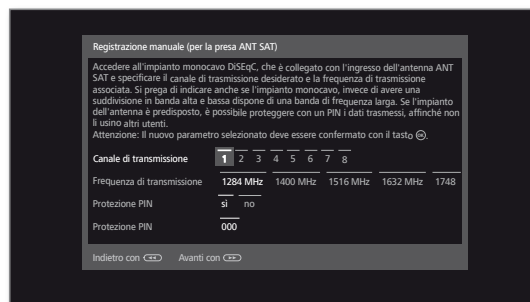 Registrazione manuale (per la presa ANT SAT)
Accedere all'impianto monocavo DiSEqC, che è collegato con l'ingresso dell'antenna ANT
SAT e specificare il canale di trasmissione desiderato e la frequenza di trasmissione
associata. Si prega di indicare anche se l'impianto monocavo, invece di avere una
suddivisione in banda alta e bassa dispone di una banda di frequenza larga. Se l'impianto
dell'antenna è predisposto, è possibile proteggere con un PIN i dati trasmessi, affinché non
li usino altri utenti.
Attenzione: Il nuovo parametro selezionato deve essere confermato con il tasto OK.
Canale di trasmissione 1 2 3 4 5 6 7 8
Frequenza di trasmissione 1284 MHz 1400 MHz 1516 MHz 1632 MHz 1748
Protezione PIN sì no
Protezione PIN 000
Indietro con Avanti con